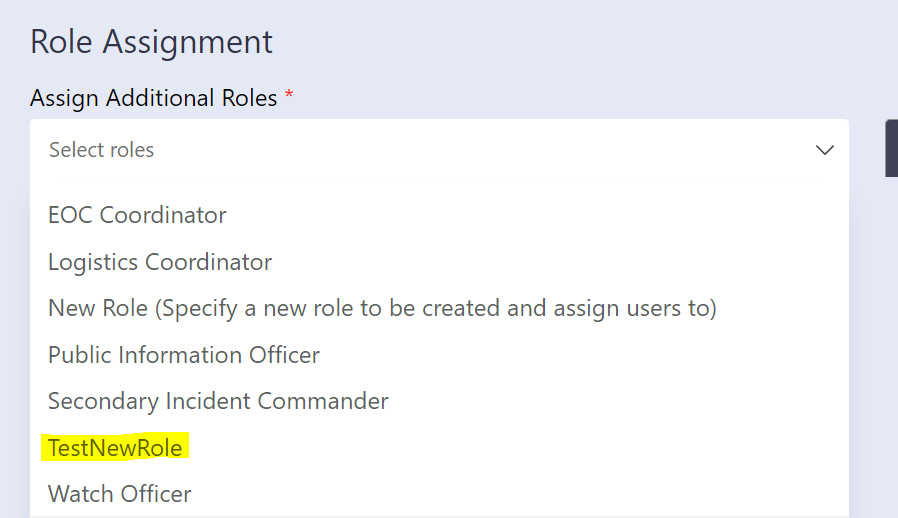 Role Assignment
Assign Additional Roles *
Select roles
EOC Coordinator
Logistics Coordinator
New Role (Specify a new role to be created and assign users to)
Public Information Officer
Secondary Incident Commander
TestNewRole
Watch Officer